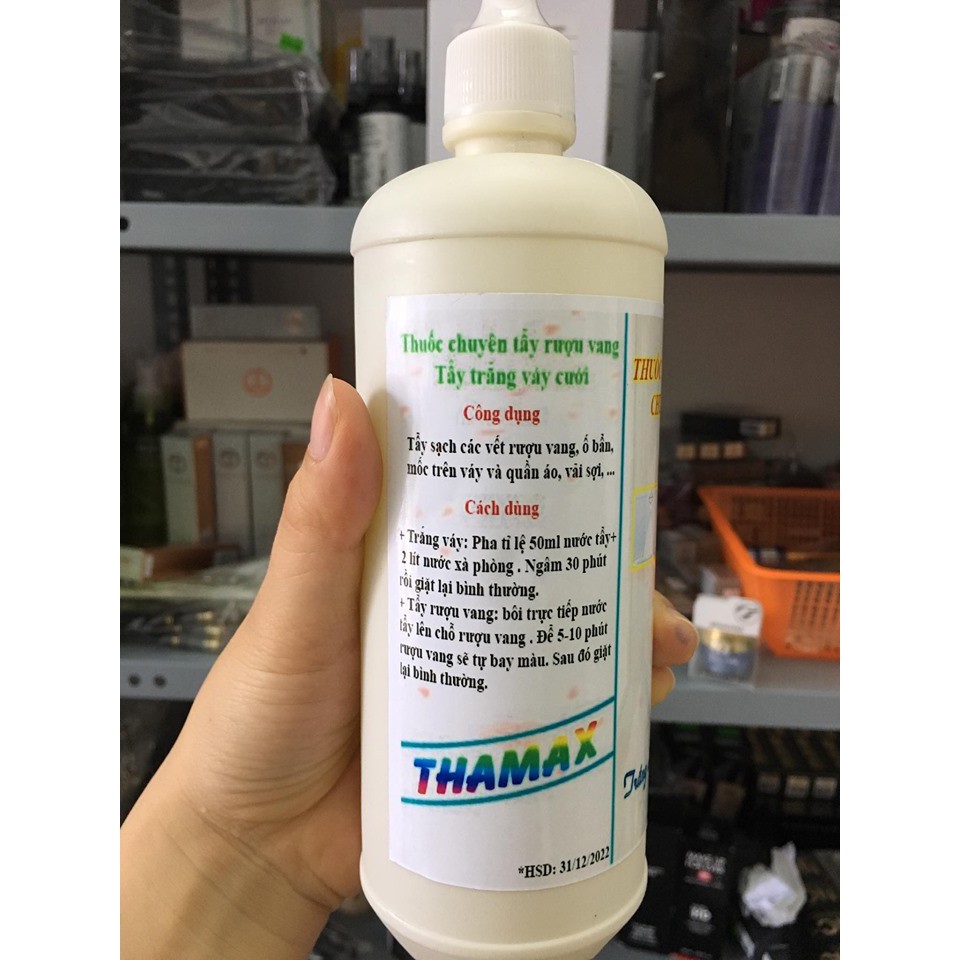 Thuốc chuyên tẩy rượu vang
Tẩy trắng váy cưới
Công dụng
Tẩy sạch các vết rượu vang, ố bẩn,
mốc trên váy và quần áo, vải sợi, ...
Cách dùng
+ Trắng váy: Pha tỉ lệ 50ml nước tẩy+
2 lít nước xà phòng . Ngâm 30 phút
rồi giặt lại bình thường.
+ Tẩy rượu vang: bôi trực tiếp nước
tẩy lên chỗ rượu vang . Để 5-10 phút
rượu vang sẽ tự bay màu. Sau đó giặt
lại bình thường.
THAMAX
*HSD: 31/12/2022